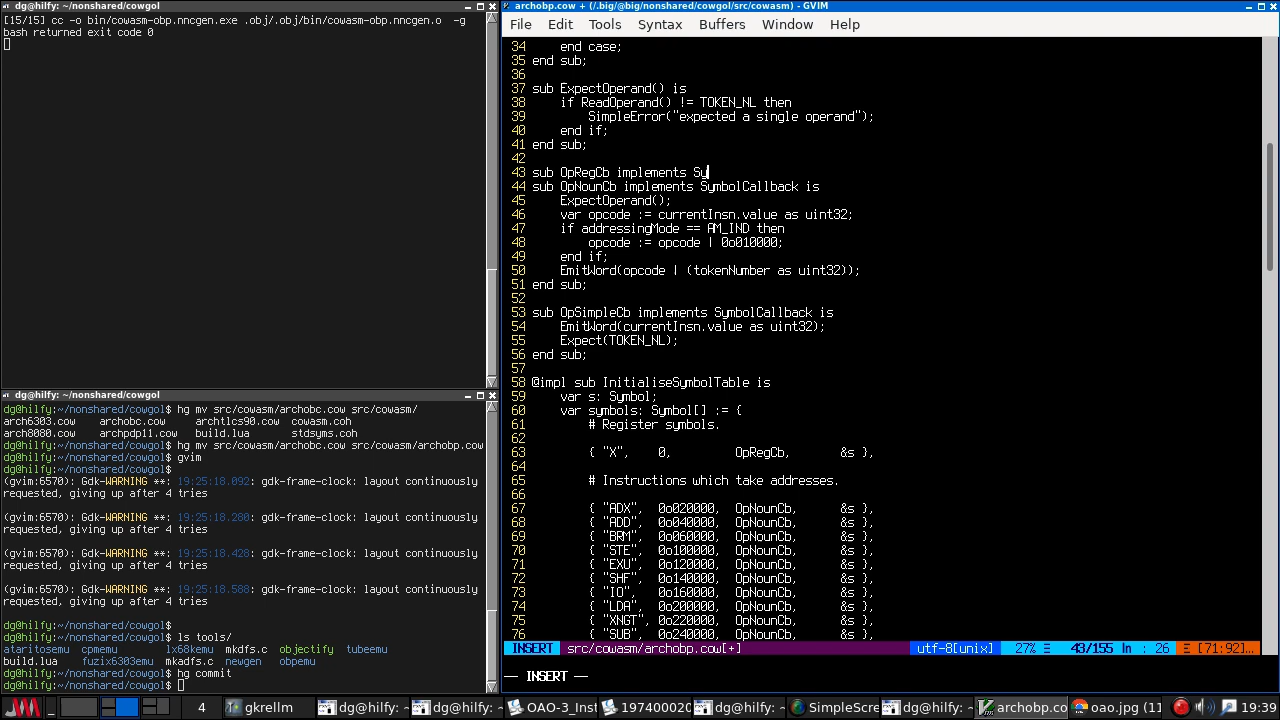 dg@hilfy: ~/nonshared/cowgol
[15/15] cc -o bin/cowasm-obp.nncgen.exe .obj/.obj/bin/cowasm-obp.nncgen.o  -g
bash returned exit code 0
dg@hilfy: ~/nonshared/cowgol
dg@hilfy:~/nonshared/cowgol$ hg mv src/cowasm/archobc.cow src/cowasm/
arch6303.cow   archobc.cow    archtlcs90.cow  cowasm.coh
arch8080.cow   archpdp11.cow  build.lua       stdsyms.coh
dg@hilfy:~/nonshared/cowgol$ hg mv src/cowasm/archobc.cow src/cowasm/archobp.cow
dg@hilfy:~/nonshared/cowgol$ gvim
dg@hilfy:~/nonshared/cowgol$
(gvim:6570): Gdk-WARNING **: 19:25:18.092: gdk-frame-clock: layout continuously
requested, giving up after 4 tries
(gvim:6570): Gdk-WARNING **: 19:25:18.280: gdk-frame-clock: layout continuously
requested, giving up after 4 tries
(gvim:6570): Gdk-WARNING **: 19:25:18.428: gdk-frame-clock: layout continuously
requested, giving up after 4 tries
(gvim:6570): Gdk-WARNING **: 19:25:18.588: gdk-frame-clock: layout continuously
requested, giving up after 4 tries
dg@hilfy:~/nonshared/cowgol$
dg@hilfy:~/nonshared/cowgol$ ls tools/
ataritosemu  cpmemu       lx68kemu  mkdfs.c  objectify  tubeemu
build.lua    fuzix6303emu  mkadfs.c  newgen  obpemu
dg@hilfy:~/nonshared/cowgol$ hg commit
dg@hilfy:~/nonshared/cowgol$
archobp.cow + (/.big/@big/nonshared/cowgol/src/cowasm) - GVIM
File Edit Tools Syntax Buffers Window Help
34     end case;
35 end sub;
36
37 sub ExpectOperand() is
38     if ReadOperand() != TOKEN_NL then
39         SimpleError("expected a single operand");
40     end if;
41 end sub;
42
43 sub OpRegCb implements Sy
44 sub OpNounCb implements SymbolCallback is
45     ExpectOperand();
46     var opcode := currentInsn.value as uint32;
47     if addressingMode == AM_IND then
48         opcode := opcode | 0o010000;
49     end if;
50     EmitWord(opcode | (tokenNumber as uint32));
51 end sub;
52
53 sub OpSimpleCb implements SymbolCallback is
54     EmitWord(currentInsn.value as uint32);
55     Expect(TOKEN_NL);
56 end sub;
57
58 @impl sub InitialiseSymbolTable is
59     var s: Symbol;
60     var symbols: Symbol[] := {
61         # Register symbols.
62
63         { "X",    0,         OpRegCb,       &s },
64
65         # Instructions which take addresses.
66
67         { "ADX",  0o020000,  OpNounCb,      &s },
68         { "ADD",  0o040000,  OpNounCb,      &s },
69         { "BRM",  0o060000,  OpNounCb,      &s },
70         { "STE",  0o100000,  OpNounCb,      &s },
71         { "EXU",  0o120000,  OpNounCb,      &s },
72         { "SHF",  0o140000,  OpNounCb,      &s },
73         { "IO",   0o160000,  OpNounCb,      &s },
74         { "LDA",  0o200000,  OpNounCb,      &s },
75         { "XNGT", 0o220000,  OpNounCb,      &s },
76         { "SUB",  0o240000,  OpNounCb,      &s },
INSERT src/cowasm/archobp.cow[+] utf-8[unix] 27% Ξ 43/155 ln : 26 Ξ [71:92]…
-- INSERT --
4 gkrellm dg@hilfy: ~ dg@hilfy: ~/ OAO-3_Inst 197400020 SimpleScre dg@hilfy: ~/ archobp.co oao.jpg (11 19:39